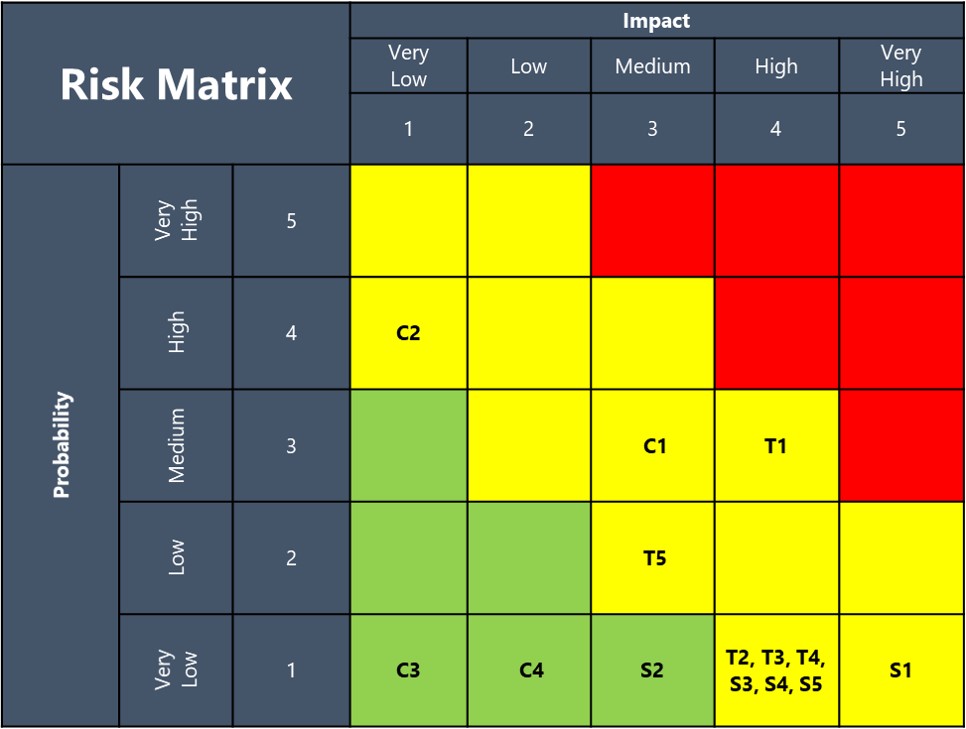 Risk Matrix
Impact
Very
Low
Low
Medium
High
Very
High
1
2
3
4
5
Probability
Very
High
5
High
4
C2
Medium
3
C1
T1
Low
2
T5
Very
Low
1
C3
C4
S2
T2, T3, T4,
S3, S4, S5
S1